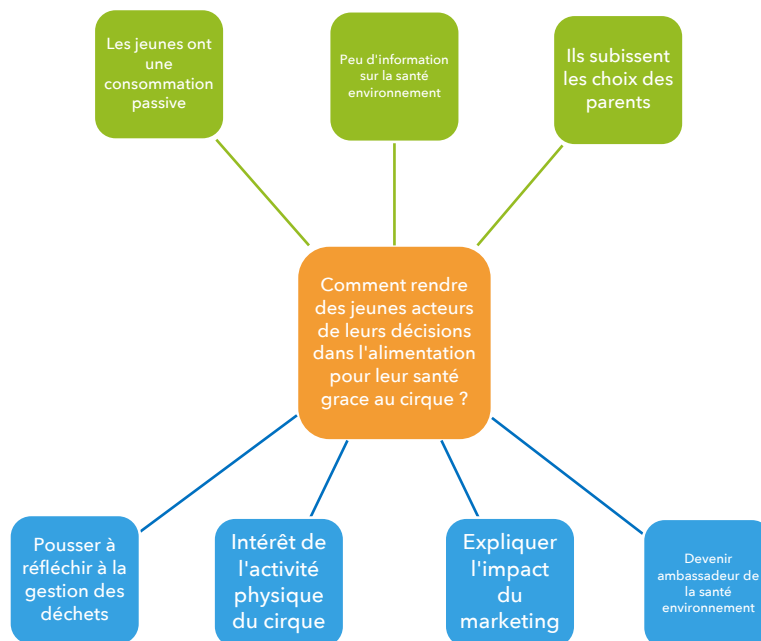 Les jeunes ont
une
consommation
passive
Peu d'information
sur la santé
environnement
Ils subissent
les choix des
parents
Comment rendre
des jeunes acteurs
de leurs décisions
dans l'alimentation
pour leur santé
grace au cirque ?
Pousser à
réfléchir à la
gestion des
déchets
Intérêt de
l'activité
physique
du cirque
Expliquer
l'impact
du
marketing
Devenir
ambassadeur de
la santé
environnement